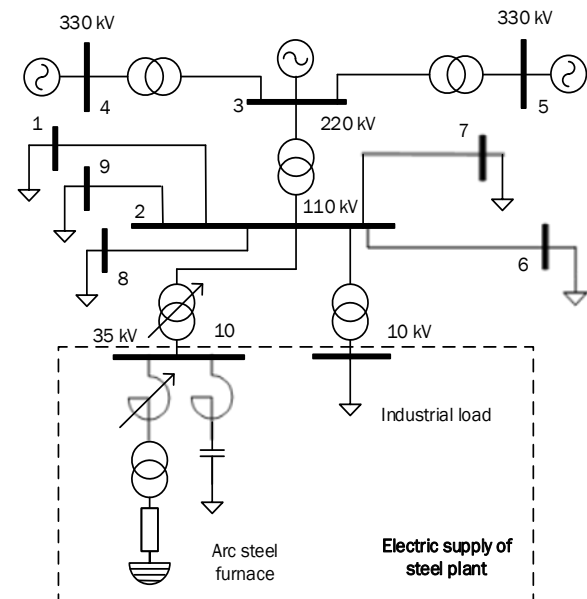 330 kV
330 kV
4
3
5
220 kV
1
7
9
2
110 kV
8
6
35 kV
10
10 kV
Industrial load
Arc steel
furnace
Electric supply of
steel plant